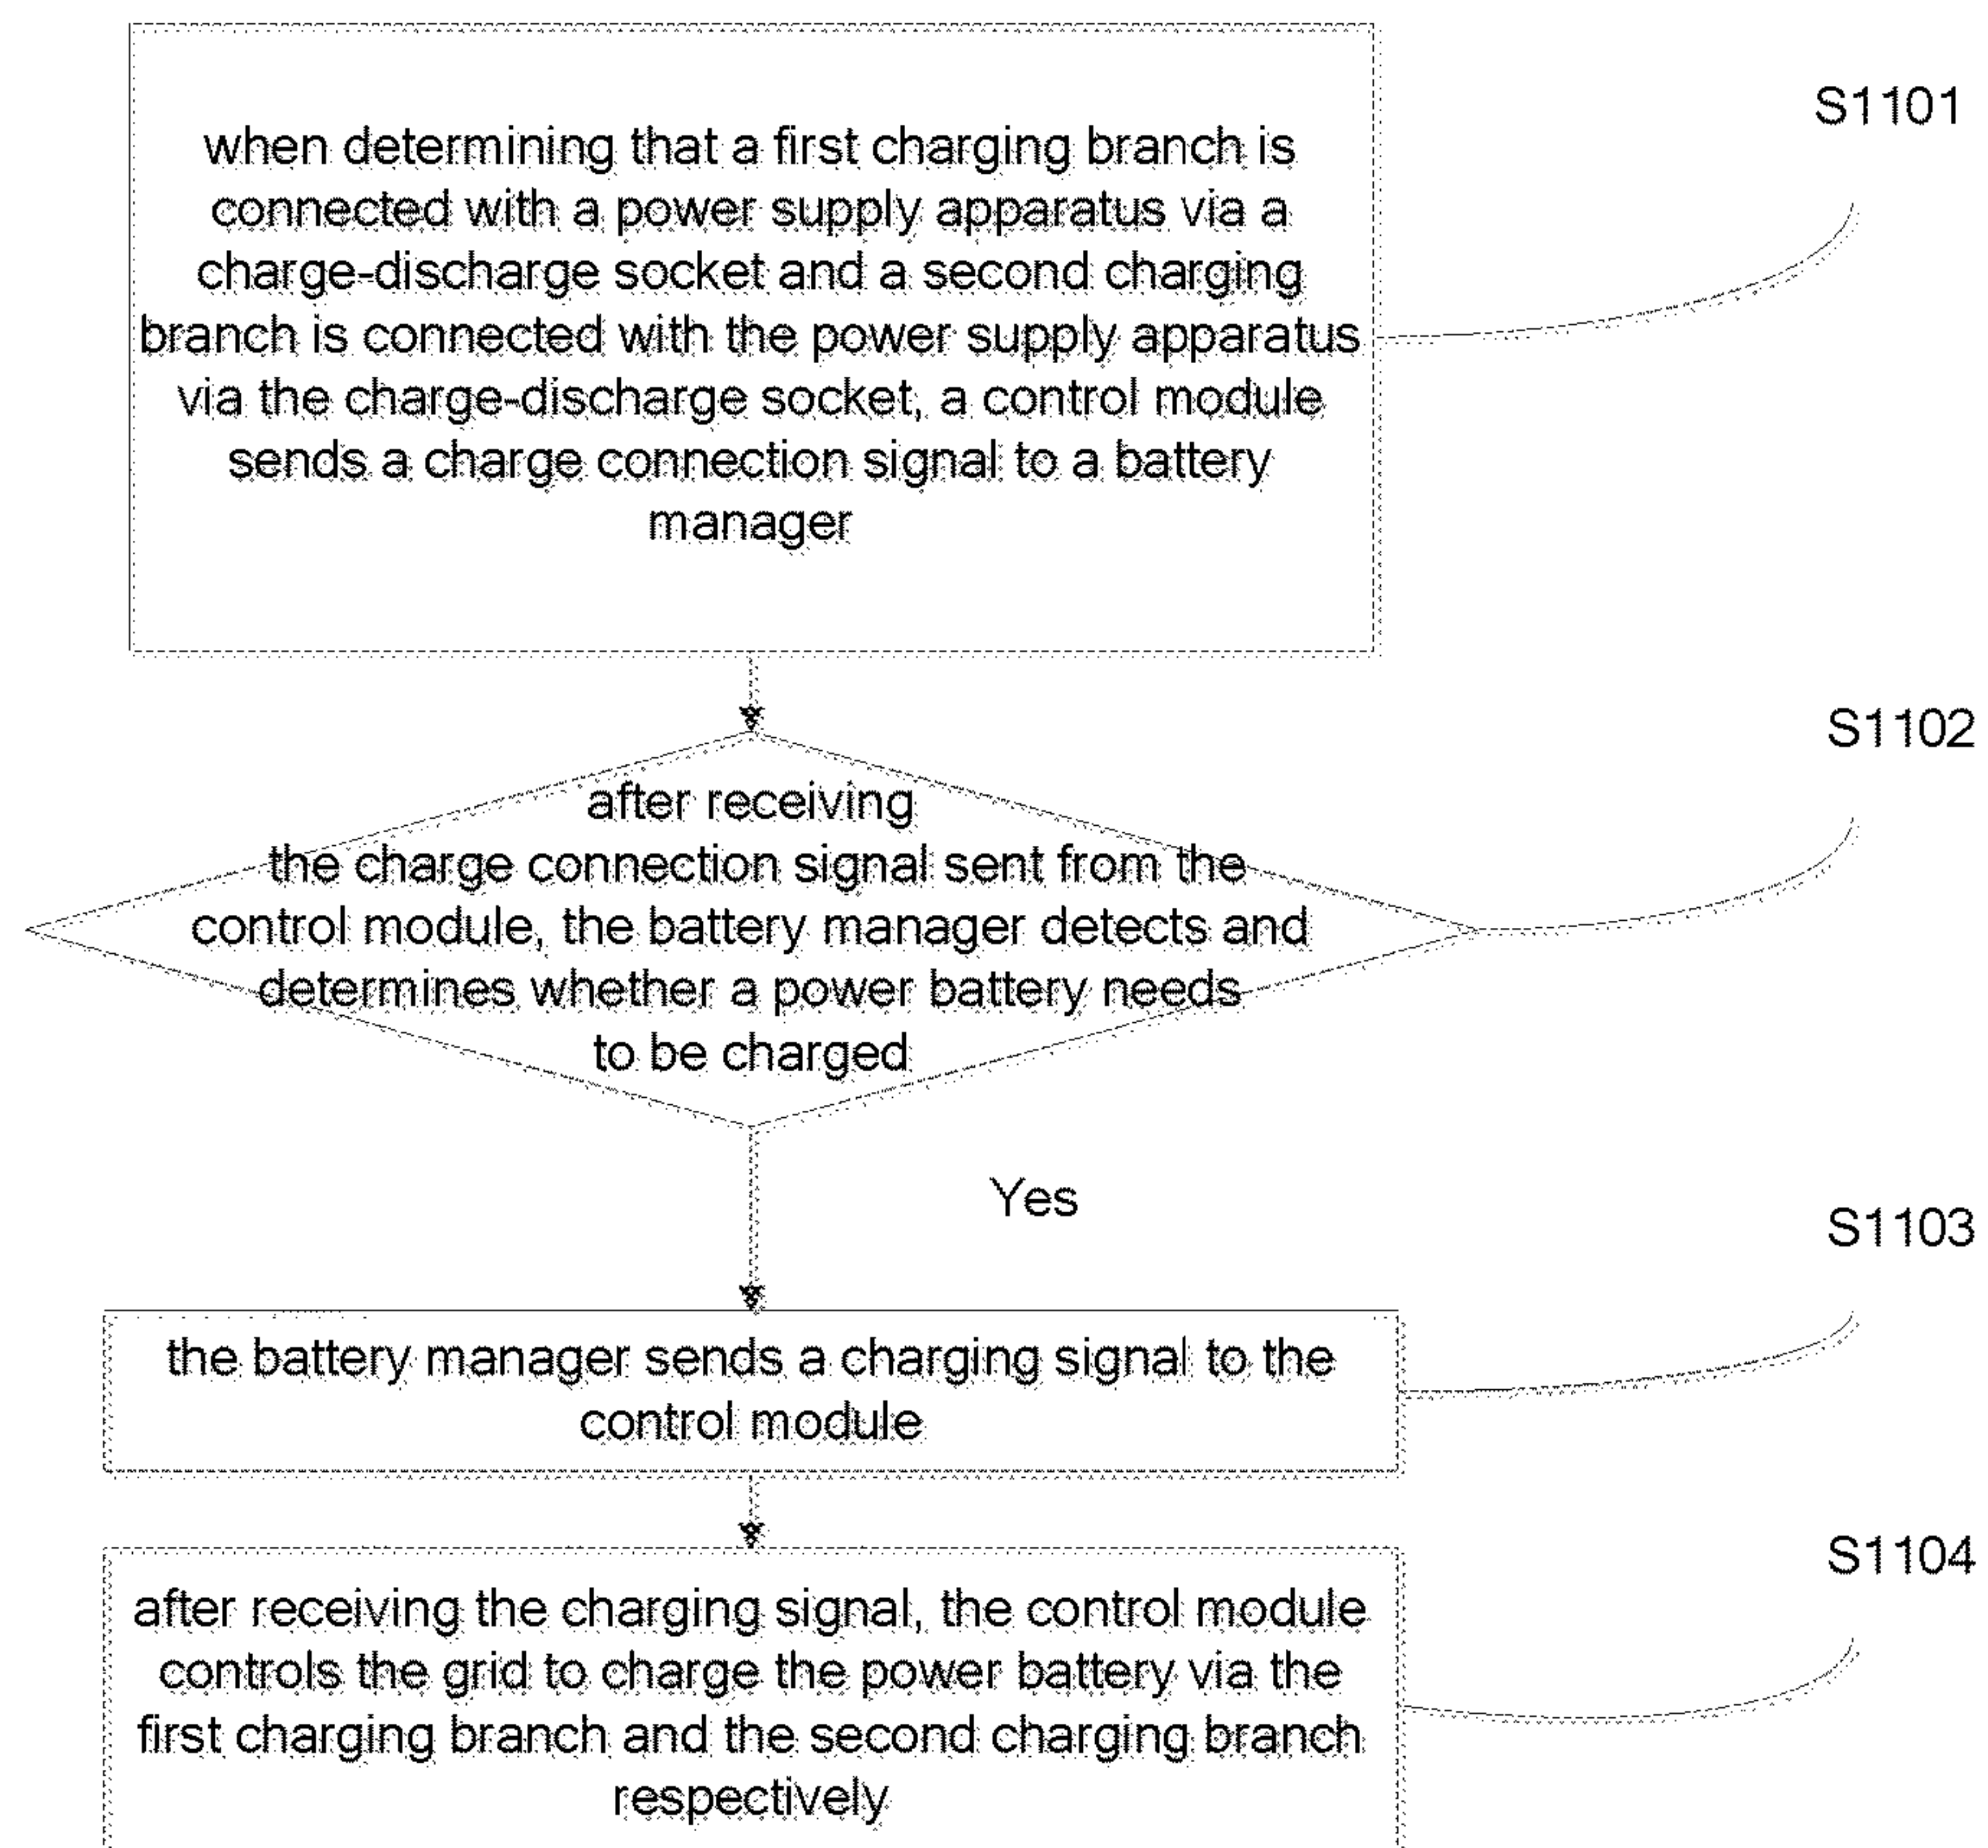 S1101
when determining that a first charging branch is
connected with a power supply apparatus via a
charge-discharge socket and a second charging
branch is connected with the power supply apparatus
via the charge-discharge socket, a control module
sends a charge connection signal to a battery
manager
S1102
after receiving
the charge connection signal sent from the
control module, the battery manager detects and
determines whether a power battery needs
to be charged
Yes
S1103
the battery manager sends a charging signal to the
control module
S1104
after receiving the charging signal, the control module
controls the grid to charge the power battery via the
first charging branch and the second charging branch
respectively